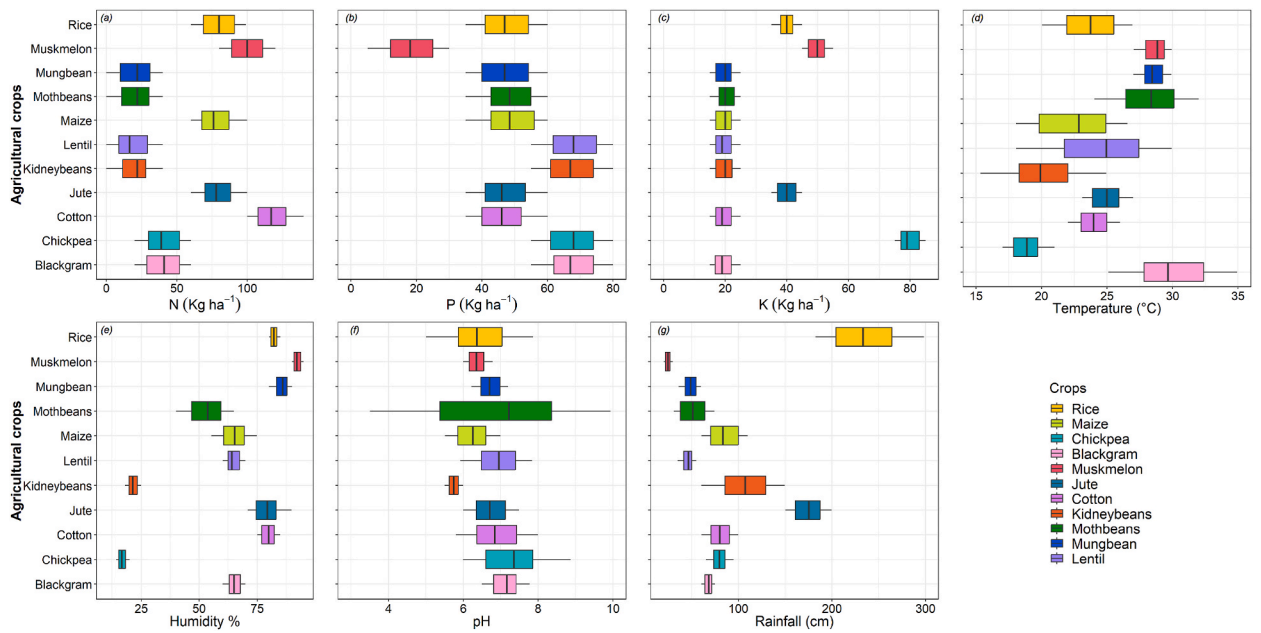 Agricultural crops
Rice
Muskmelon
Mungbean
Mothbeans
Maize
Lentil
Kidneybeans
Jute
Cotton
Chickpea
Blackgram
(a)
0 50 100
N (Kg ha⁻¹)
(b)
0 20 40 60 80
P (Kg ha⁻¹)
(c)
0 20 40 60 80
K (Kg ha⁻¹)
(d)
15 20 25 30 35
Temperature (°C)
Agricultural crops
Rice
Muskmelon
Mungbean
Mothbeans
Maize
Lentil
Kidneybeans
Jute
Cotton
Chickpea
Blackgram
(e)
25 50 75
Humidity %
(f)
4 6 8 10
pH
(g)
100 200 300
Rainfall (cm)
Crops
Rice
Maize
Chickpea
Blackgram
Muskmelon
Jute
Cotton
Kidneybeans
Mothbeans
Mungbean
Lentil